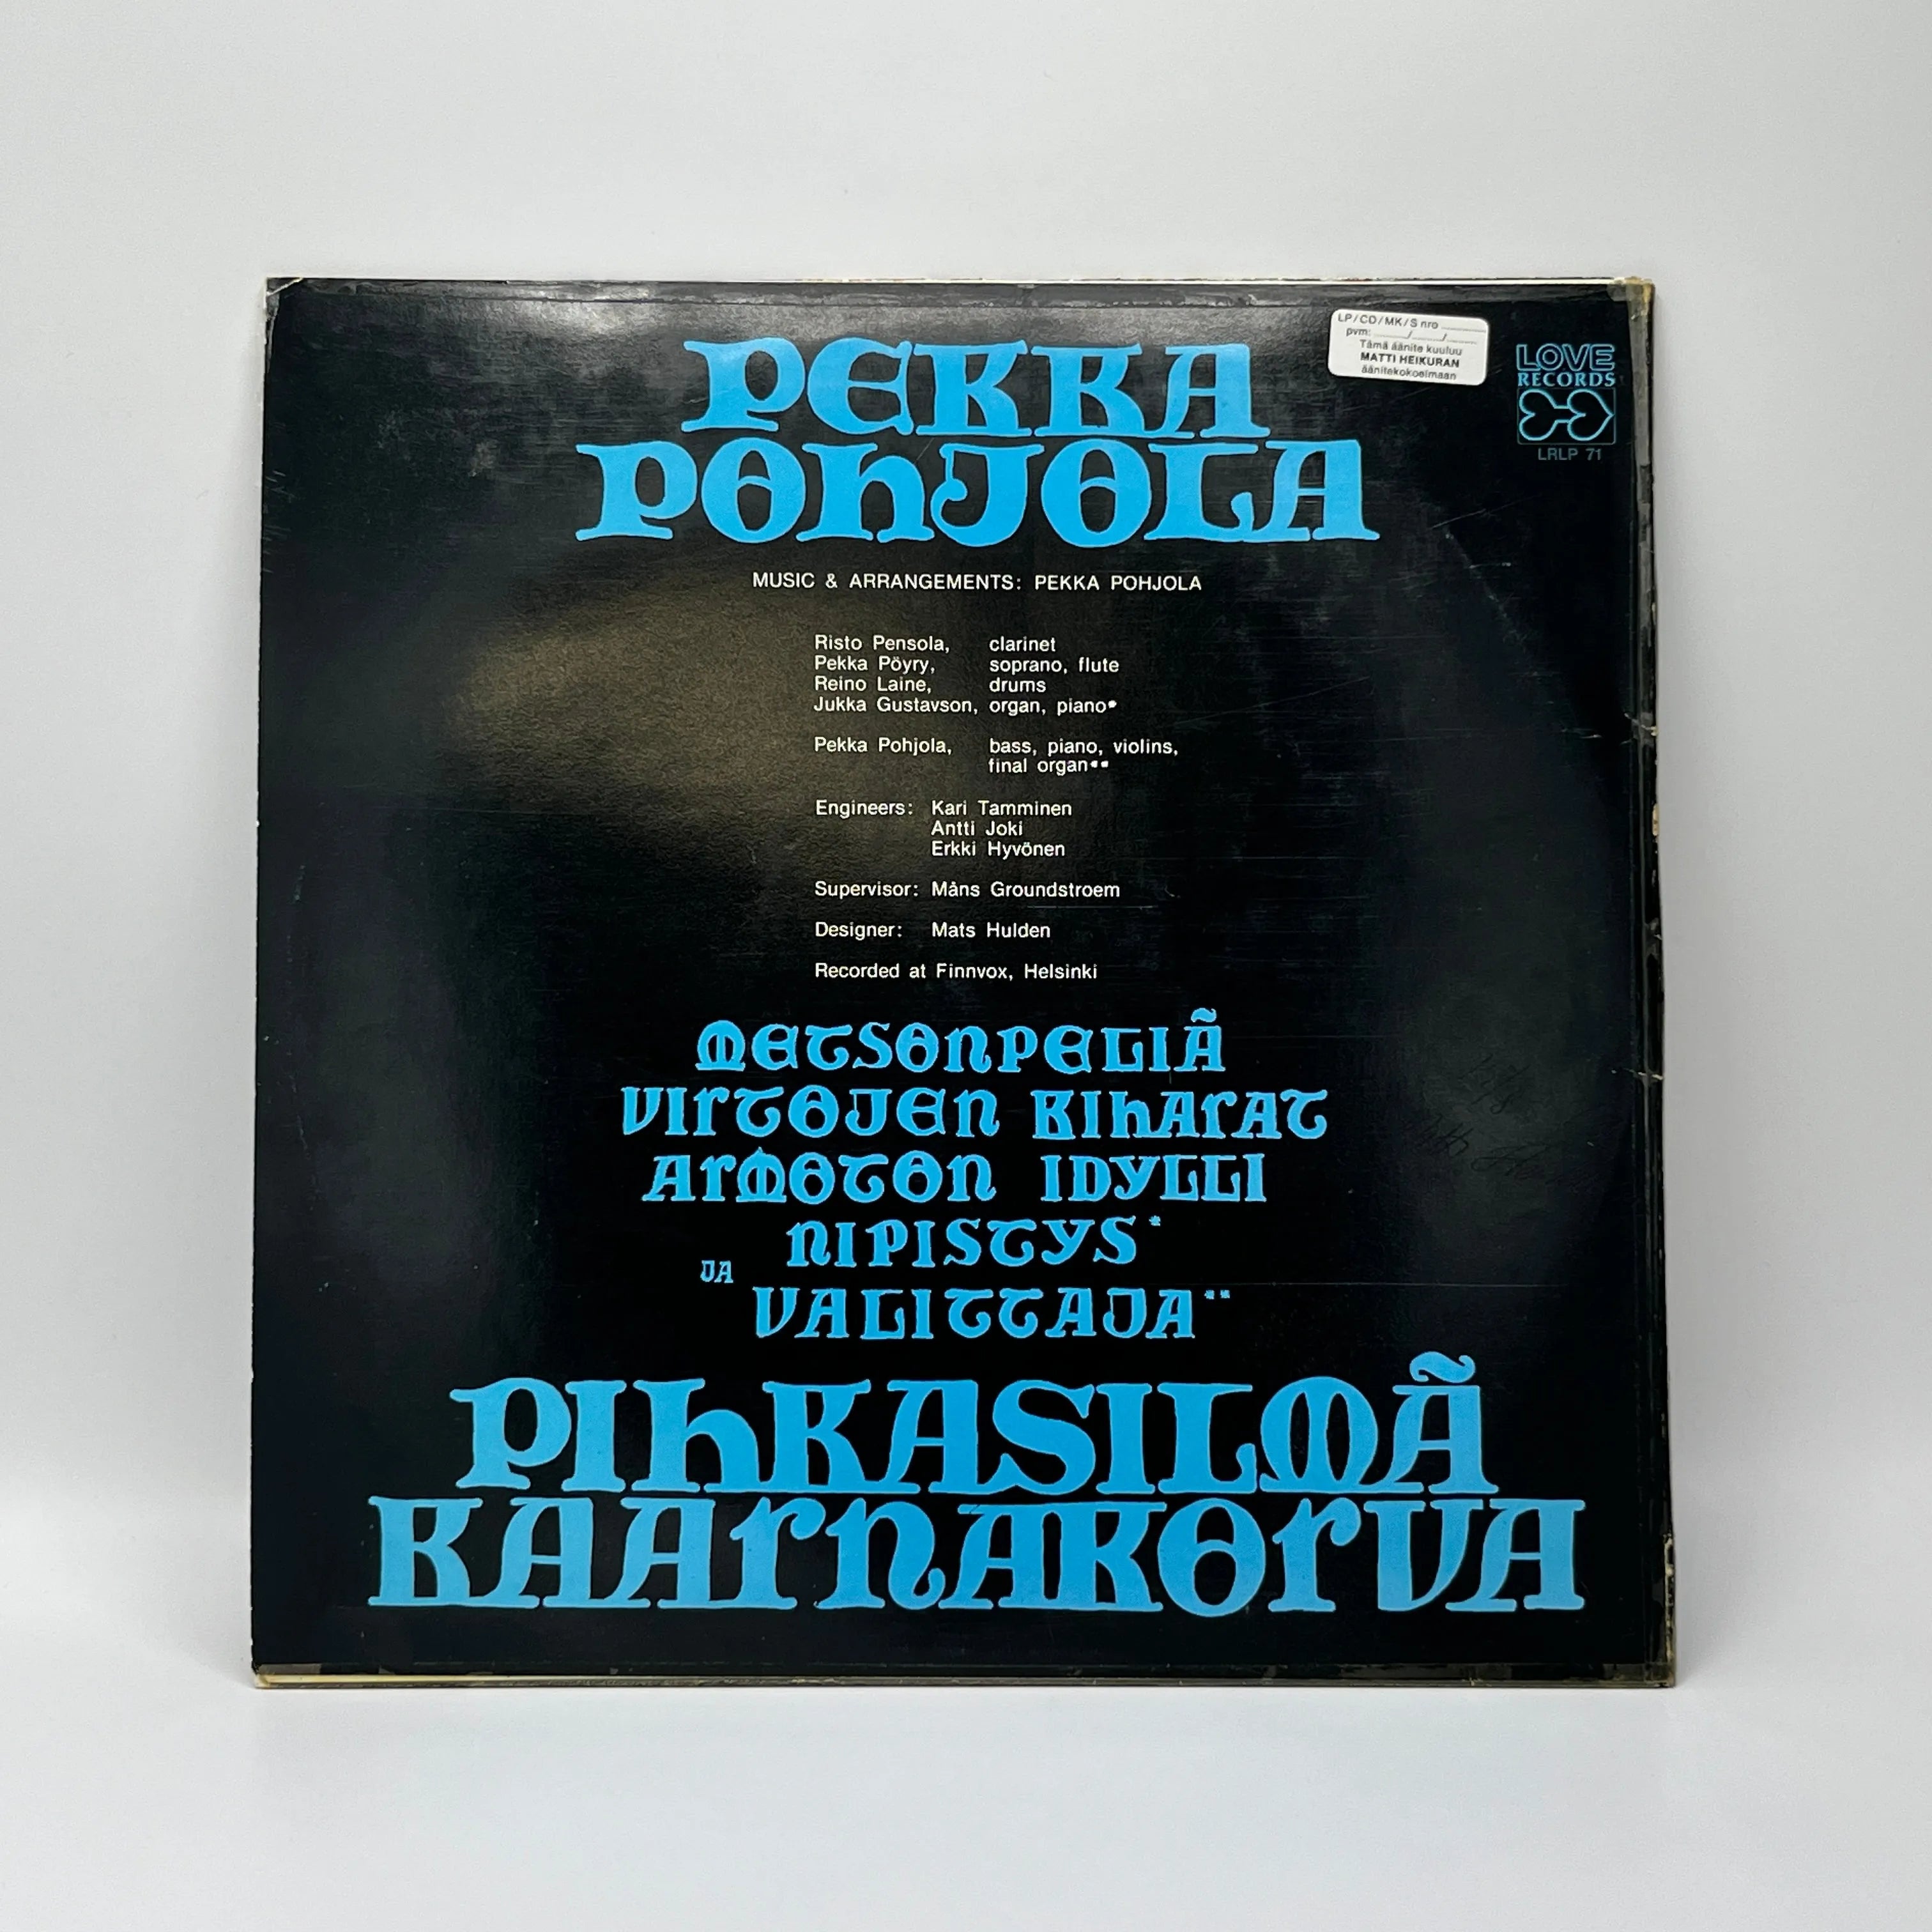 LP/CD/MK/S nro
pvm: / /
Tämä äänite kuuluu
MATTI HEIKURAN
äänitekokoelmaan
LOVE
RECORDS
LRLP 71
PEKKA
POHJOLA
MUSIC & ARRANGEMENTS: PEKKA POHJOLA
Risto Pensola, clarinet
Pekka Pöyry, soprano, flute
Reino Laine, drums
Jukka Gustavson, organ, piano*
Pekka Pohjola, bass, piano, violins,
final organ**
Engineers: Kari Tamminen
Antti Joki
Erkki Hyvönen
Supervisor: Måns Groundstroem
Designer: Mats Hulden
Recorded at Finnvox, Helsinki
METSONPELIÄ
VIRTOJEN KIHARAT
ARMOTON IDYLLI
NIPISTYS*
JA
VALITTAJA**
PIHKASILMÄ
KAARNAKORVA